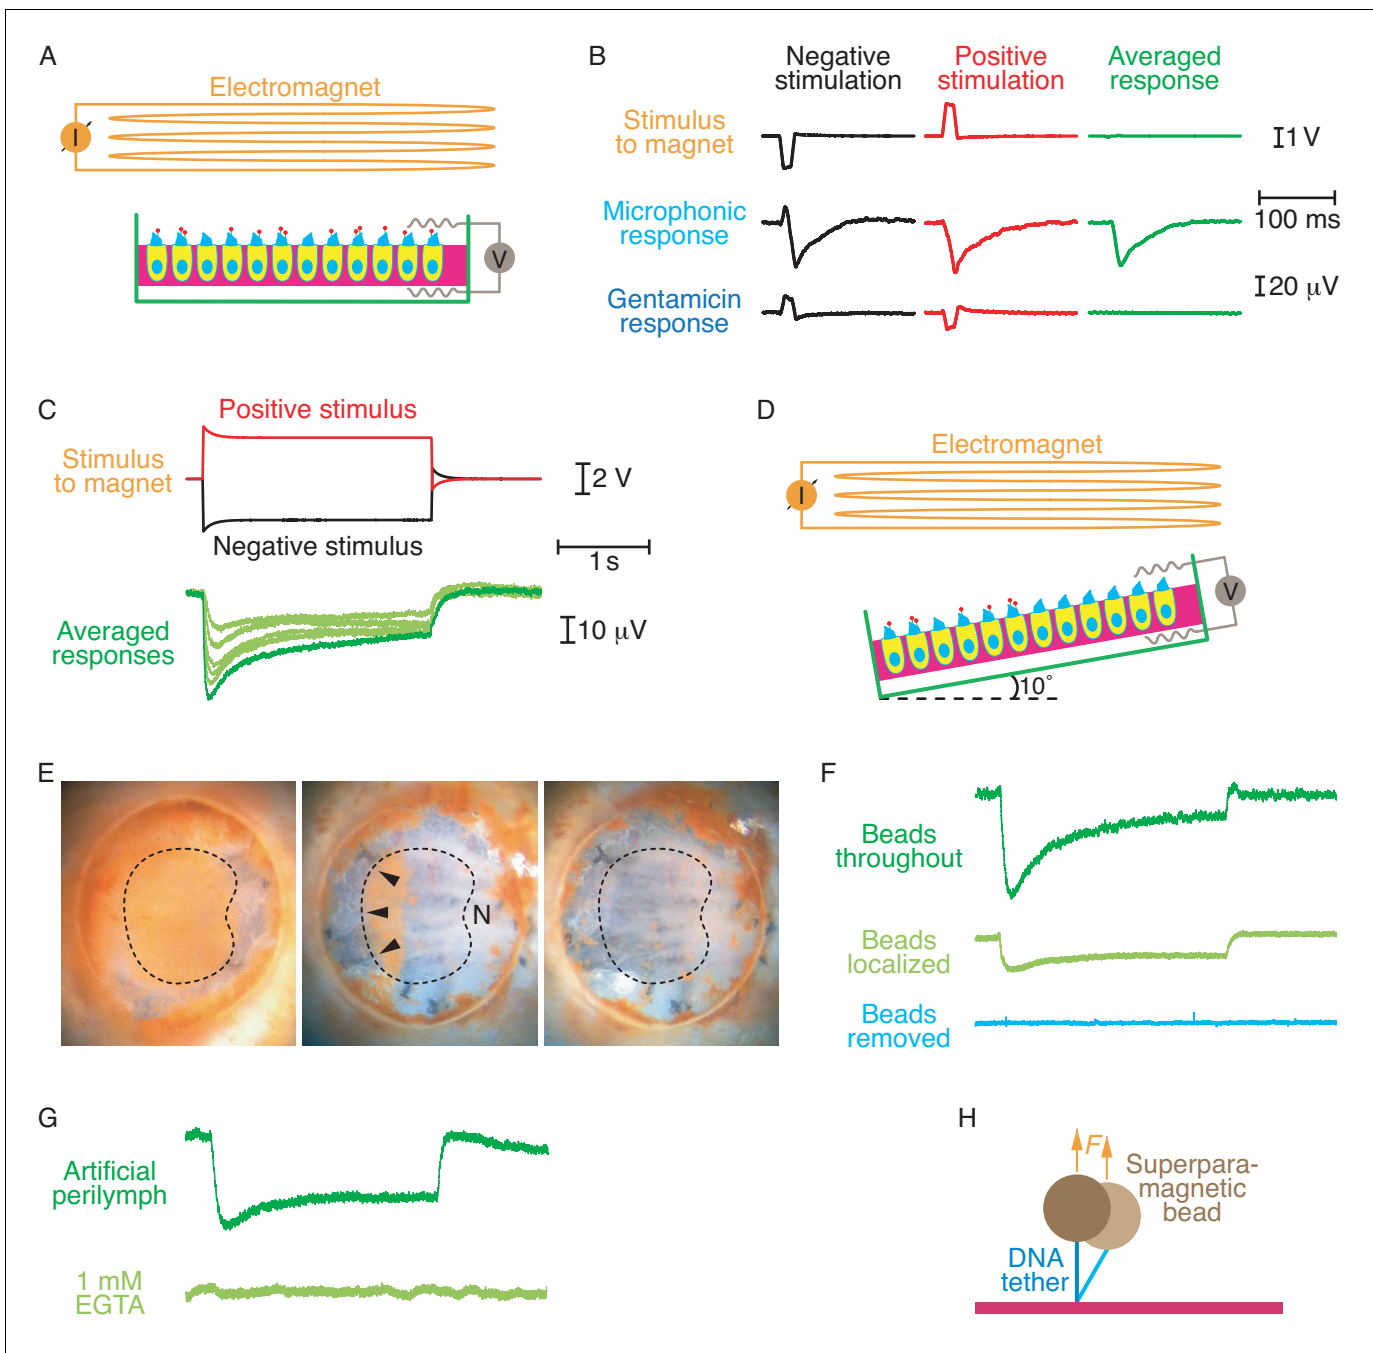 A
Electromagnet
I
V
B
Negative
stimulation
Positive
stimulation
Averaged
response
Stimulus
to magnet
1 V
100 ms
Microphonic
response
20 μV
Gentamicin
response
C
Positive stimulus
Stimulus
to magnet
2 V
Negative stimulus
1 s
Averaged
responses
10 μV
D
Electromagnet
I
V
10°
E
N
F
Beads
throughout
Beads
localized
Beads
removed
G
Artificial
perilymph
1 mM
EGTA
H
F
Superpara-
magnetic
bead
DNA
tether